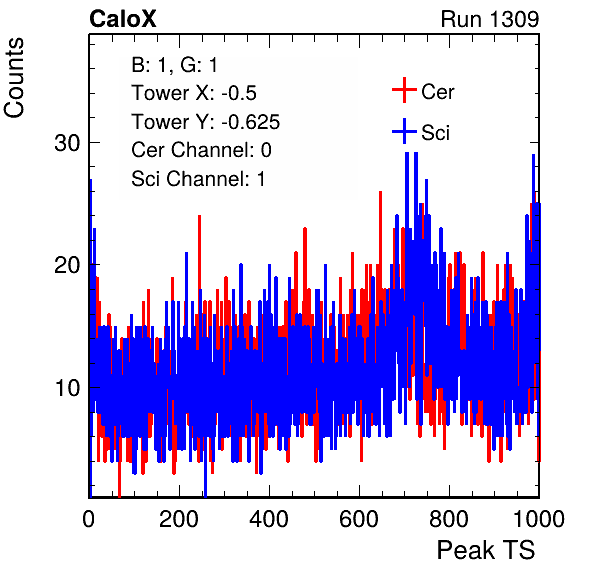 CaloX Run 1309
Counts
B: 1, G: 1
Tower X: -0.5
Tower Y: -0.625
Cer Channel: 0
Sci Channel: 1
Cer
Sci
30
20
10
0 200 400 600 800 1000
Peak TS